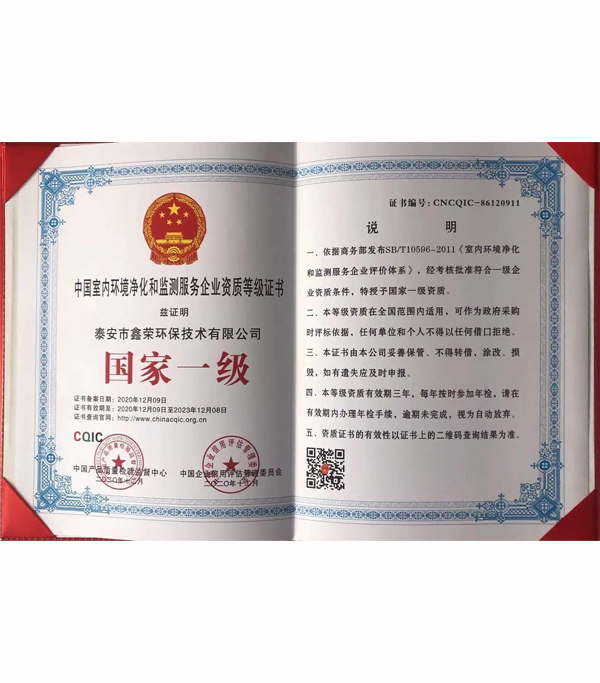 中国室内环境净化和监测服务企业资质等级证书
兹证明
泰安市鑫荣环保技术有限公司
国家一级
证书备案日期：2020年12月09日
证书有效期至：2020年12月09日至2023年12月08日
证书查询官网：http://www.chinacqic.org.cn
CQIC
中国产品质量检验监督中心
二〇二〇年十二月
中国企业信用评估管理委员会
二〇二〇年十二月
证书编号：CNCQIC-86120911
说 明
一、依据商务部发布SB/T10596-2011《室内环境净化
和监测服务企业评价体系》，经考核批准符合一级企
业资质条件，特授予国家一级资质。
二、本等级资质在全国范围内适用，可作为政府采购
时评标依据，任何单位和个人不得以任何借口拒绝。
三、本证书由本公司妥善保管、不得转借，涂改、损
毁，如有遗失应及时申报。
四、本等级资质有效期三年，每年按时参加年检，请在
有效期内办理年检手续，逾期未完成，视为自动放弃。
五、资质证书的有效性以证书上的二维码查询结果为准。